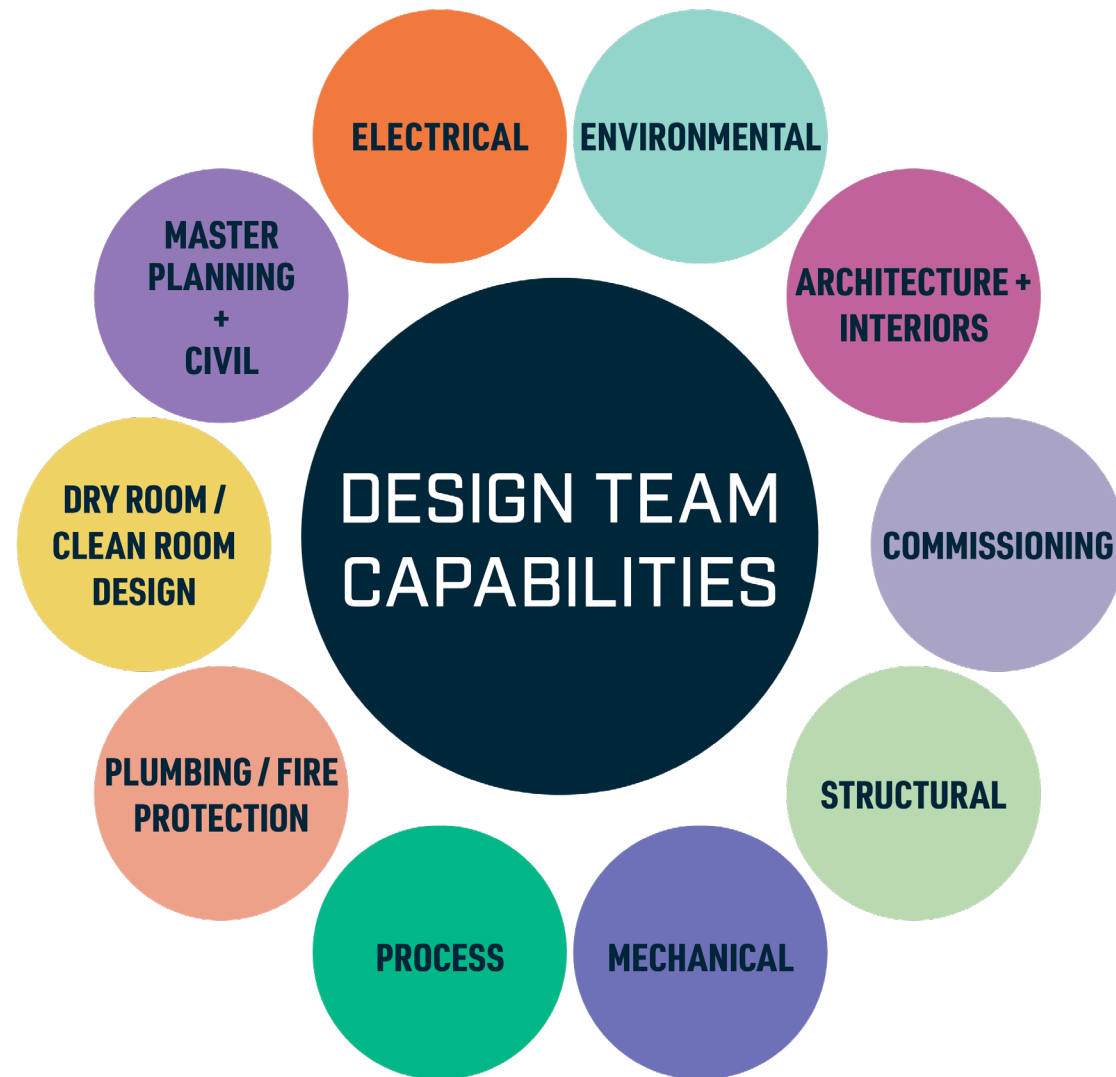 ELECTRICAL
ENVIRONMENTAL
MASTER
PLANNING
+
CIVIL
ARCHITECTURE +
INTERIORS
DRY ROOM /
CLEAN ROOM
DESIGN
DESIGN TEAM
CAPABILITIES
COMMISSIONING
PLUMBING / FIRE
PROTECTION
STRUCTURAL
PROCESS
MECHANICAL